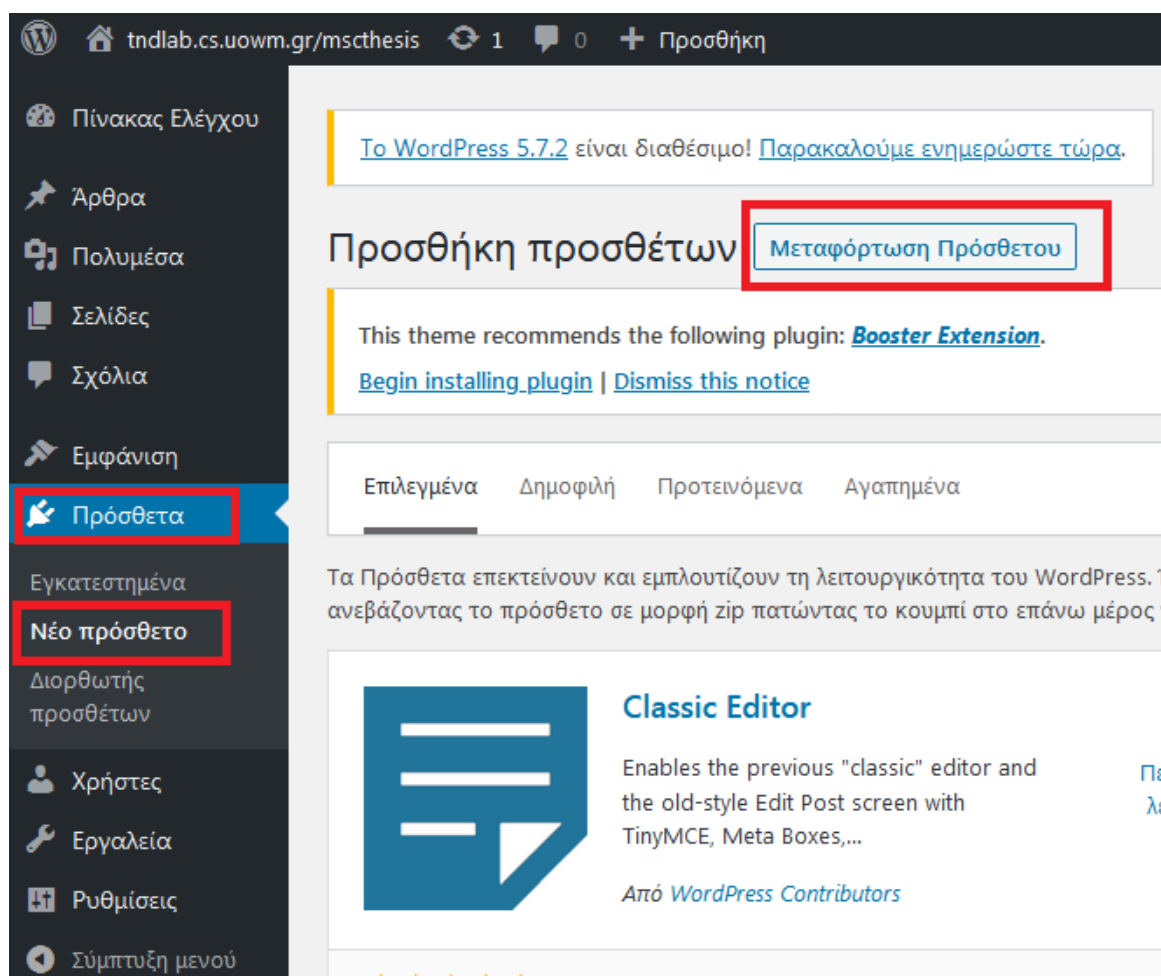 tndlab.cs.uowm.gr/mscthesis 1 0 + Προσθήκη
Πίνακας Ελέγχου
Άρθρα
Πολυμέσα
Σελίδες
Σχόλια
Εμφάνιση
Πρόσθετα
Εγκατεστημένα
Νέο πρόσθετο
Διορθωτής
προσθέτων
Χρήστες
Εργαλεία
Ρυθμίσεις
Σύμπτυξη μενού
Το WordPress 5.7.2 είναι διαθέσιμο! Παρακαλούμε ενημερώστε τώρα.
Προσθήκη προσθέτων Μεταφόρτωση Πρόσθετου
This theme recommends the following plugin: Booster Extension.
Begin installing plugin | Dismiss this notice
Επιλεγμένα Δημοφιλή Προτεινόμενα Αγαπημένα
Τα Πρόσθετα επεκτείνουν και εμπλουτίζουν τη λειτουργικότητα του WordPress.
ανεβάζοντας το πρόσθετο σε μορφή zip πατώντας το κουμπί στο επάνω μέρος
Classic Editor
Enables the previous "classic" editor and
the old-style Edit Post screen with
TinyMCE, Meta Boxes,...
Από WordPress Contributors